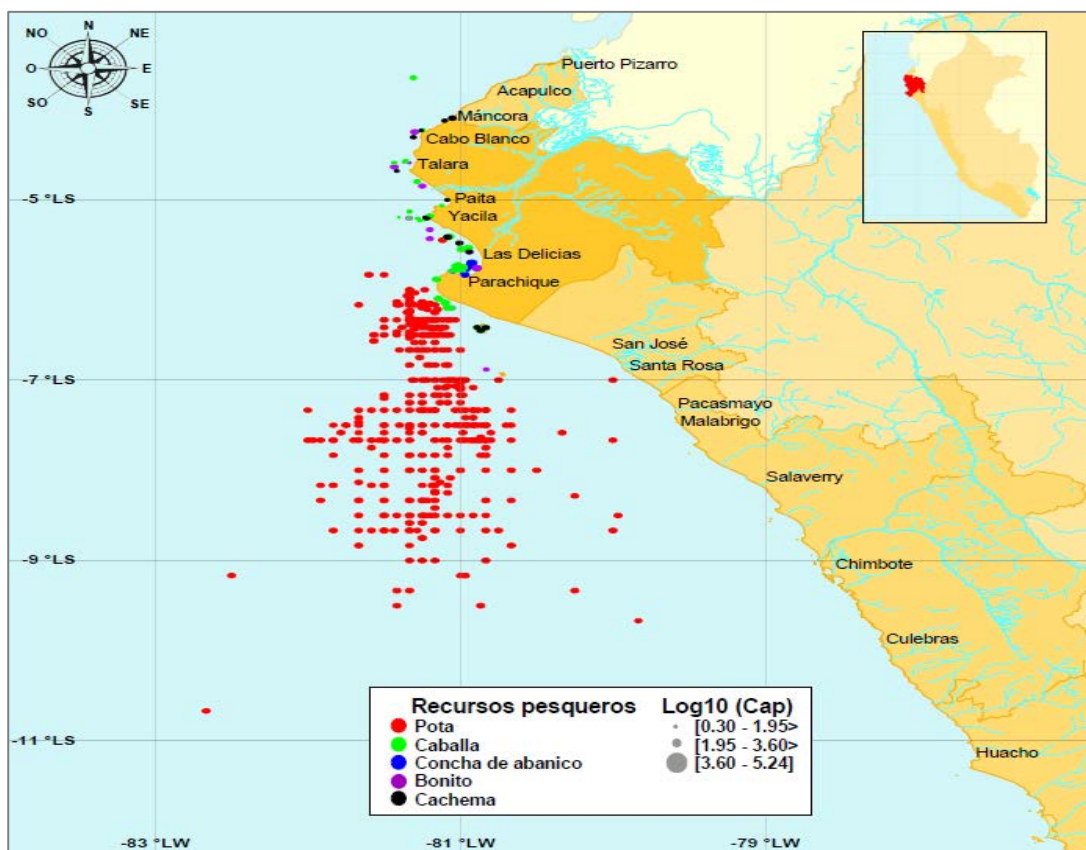 N
NO NE
O E
SO SE
S
Puerto Pizarro
Acapulco
Máncora
Cabo Blanco
Talara
-5 °LS
Paita
Yacila
Las Delicias
Parachique
San José
Santa Rosa
-7 °LS
Pacasmayo
Malabrigo
Salaverry
-9 °LS
Chimbote
Culebras
Recursos pesqueros
Pota
Caballa
Concha de abanico
Bonito
Cachema
Log10 (Cap)
[0.30 - 1.95>
[1.95 - 3.60>
[3.60 - 5.24]
-11 °LS
Huacho
-83 °LW
-81 °LW
-79 °LW